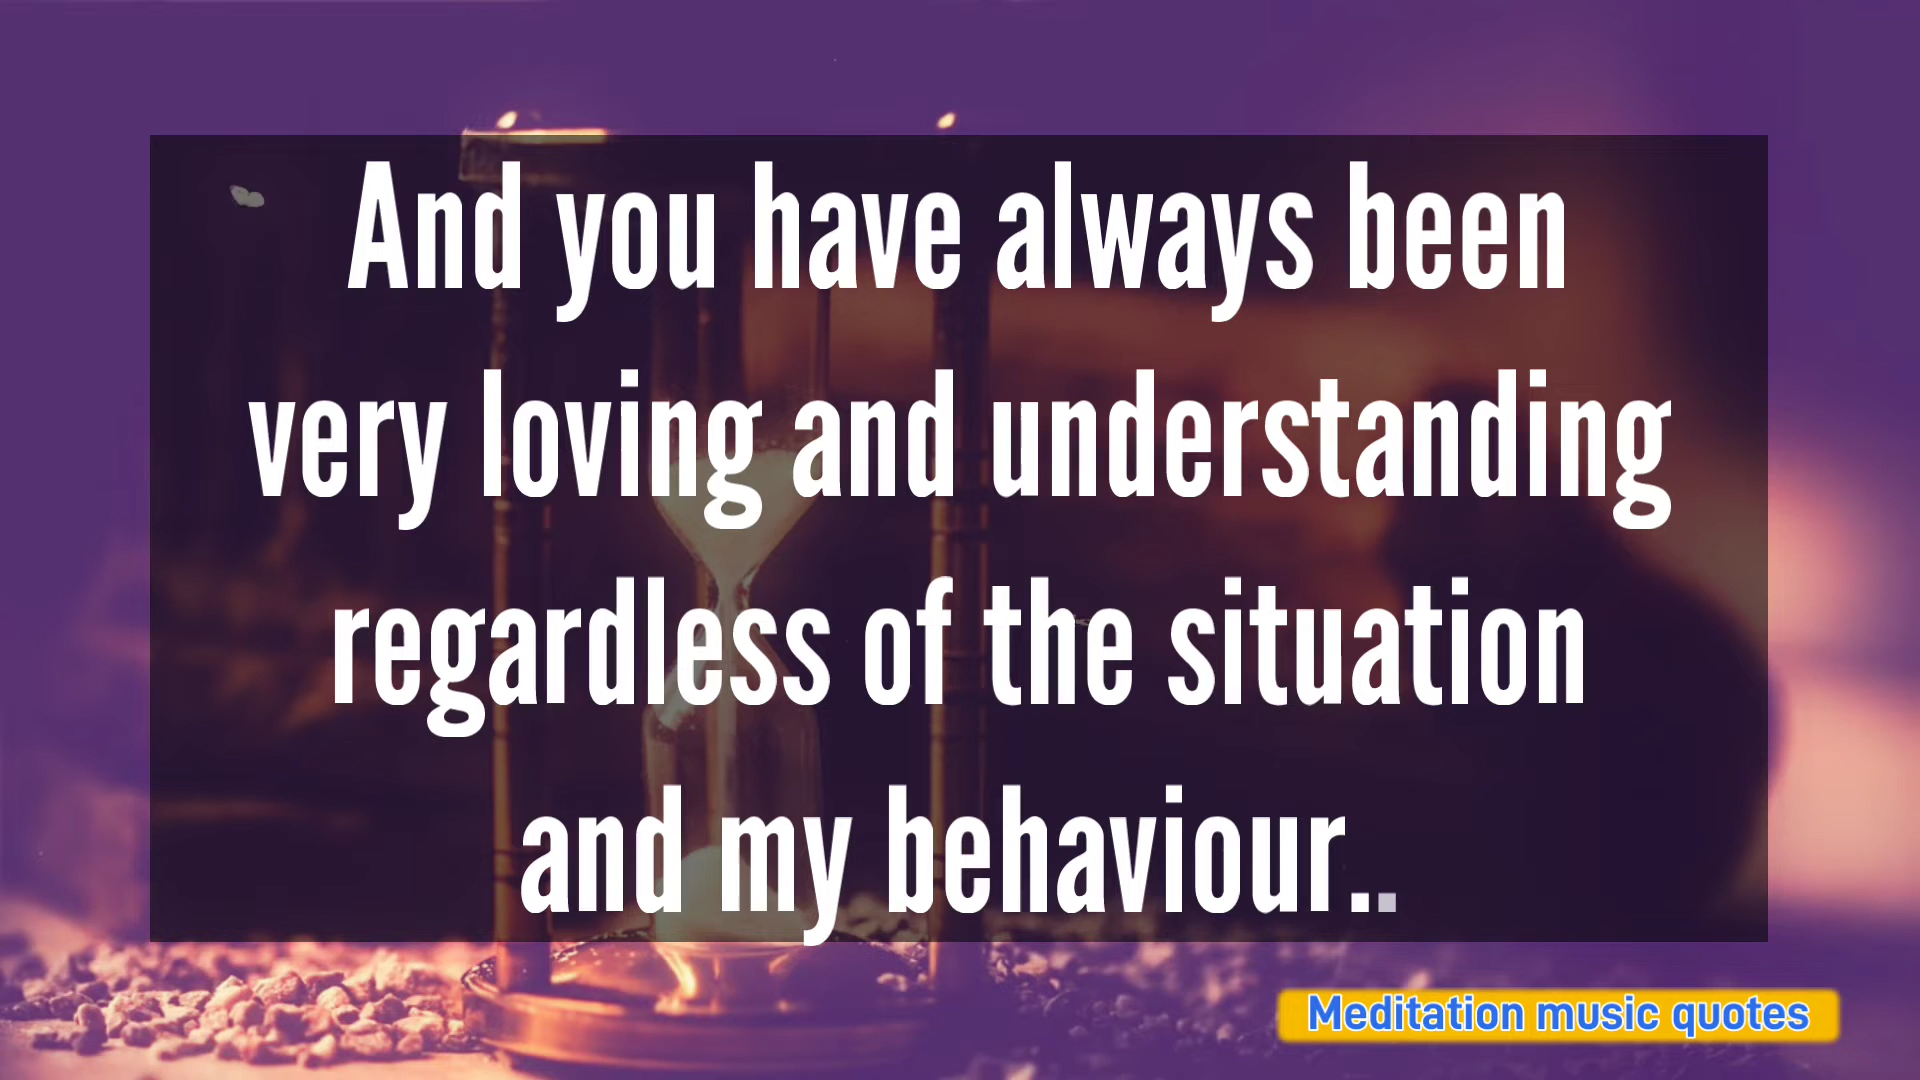 And you have always been
very loving and understanding
regardless of the situation
and my behaviour..
Meditation music quotes